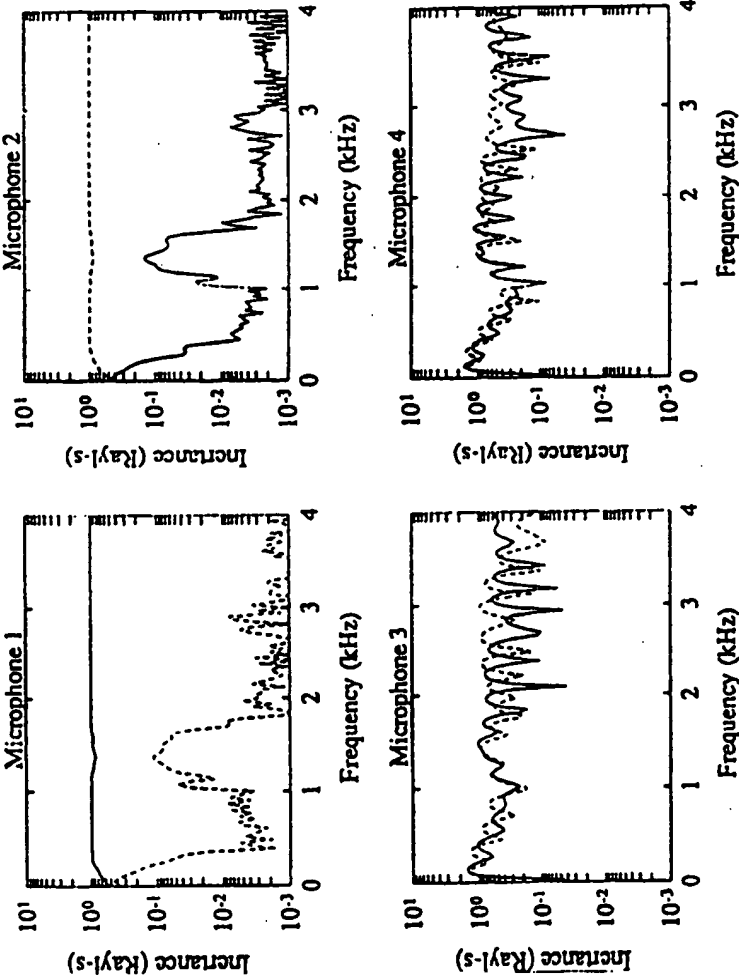 Microphone 1
Inertance (Rayl-s)
10¹
10⁰
10⁻¹
10⁻²
10⁻³
0 1 2 3 4
Frequency (kHz)
Microphone 2
Inertance (Rayl-s)
10¹
10⁰
10⁻¹
10⁻²
10⁻³
0 1 2 3 4
Frequency (kHz)
Microphone 3
Inertance (Rayl-s)
10¹
10⁰
10⁻¹
10⁻²
10⁻³
0 1 2 3 4
Frequency (kHz)
Microphone 4
Inertance (Rayl-s)
10¹
10⁰
10⁻¹
10⁻²
10⁻³
0 1 2 3 4
Frequency (kHz)